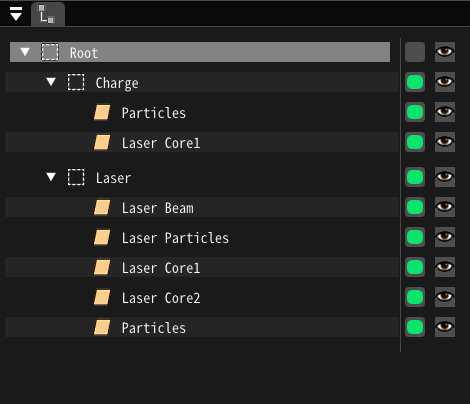 Root
Charge
Particles
Laser Core1
Laser
Laser Beam
Laser Particles
Laser Core1
Laser Core2
Particles